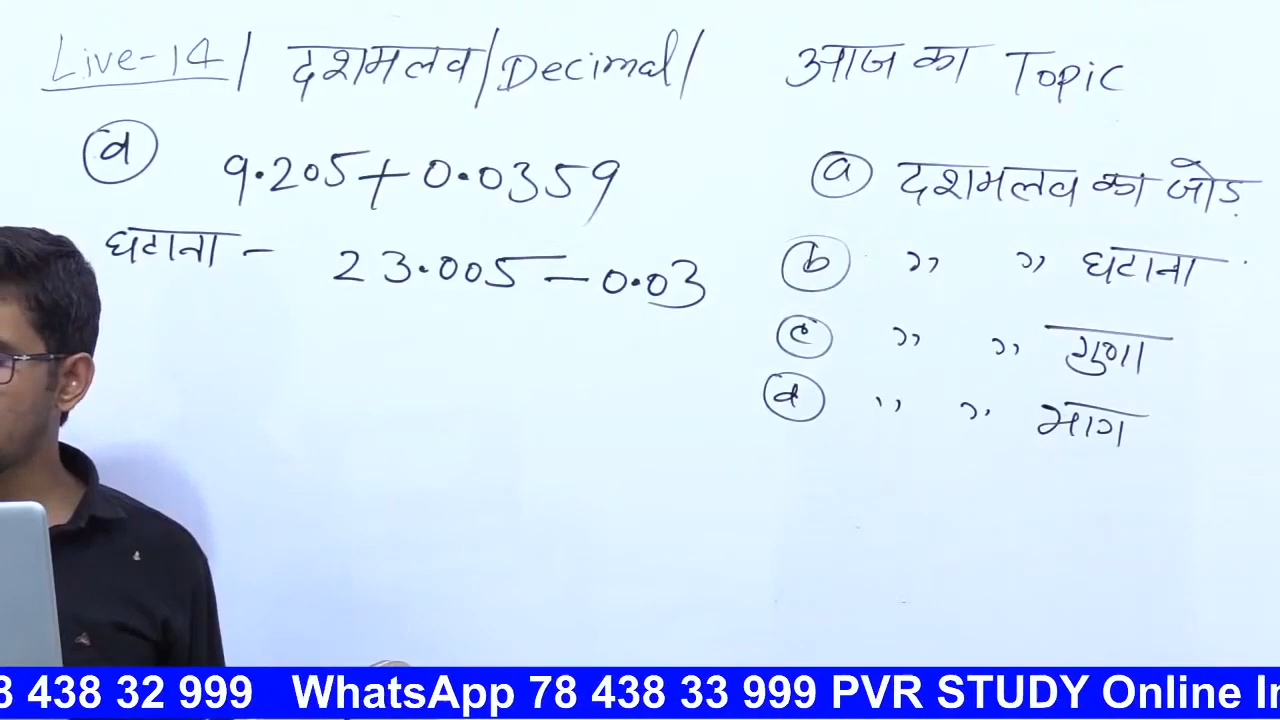 Live-14 / दशमलव / Decimal / आज का Topic
(d) 9.205 + 0.0359
घटाना - 23.005 - 0.03
(a) दशमलव का जोड़
(b) ,, ,, घटाना
(c) ,, ,, गुणा
(d) ,, ,, भाग
8 438 32 999 WhatsApp 78 438 33 999 PVR STUDY Online In